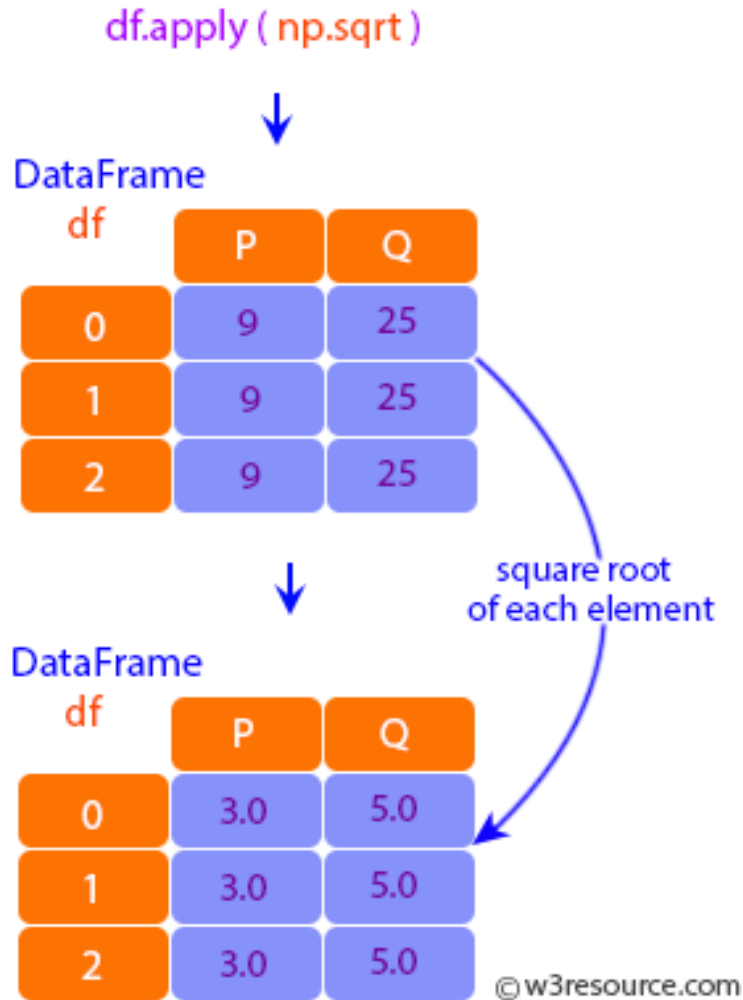 df.apply ( np.sqrt )
DataFrame
df
P Q
0 9 25
1 9 25
2 9 25
square root
of each element
DataFrame
df
P Q
0 3.0 5.0
1 3.0 5.0
2 3.0 5.0
© w3resource.com